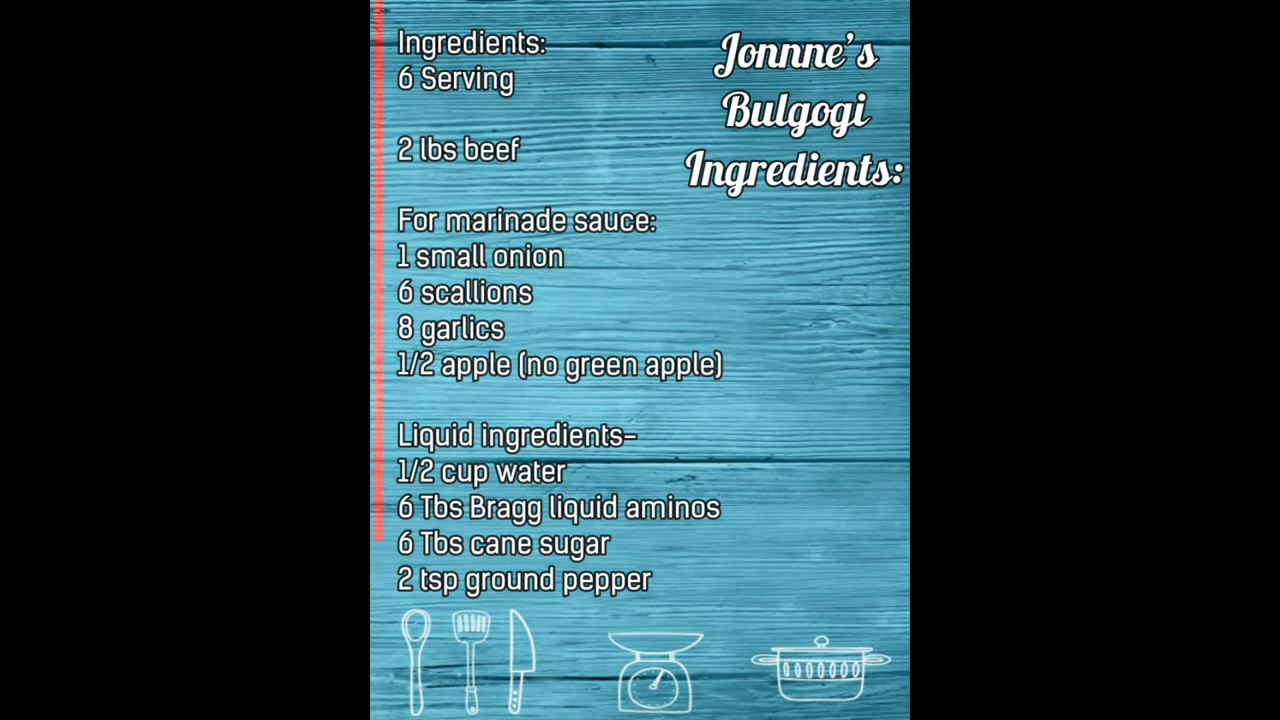 Ingredients:
6 Serving
2 lbs beef
For marinade sauce:
1 small onion
6 scallions
8 garlics
1/2 apple (no green apple)
Liquid ingredients-
1/2 cup water
6 Tbs Bragg liquid aminos
6 Tbs cane sugar
2 tsp ground pepper
Jonnne's
Bulgogi
Ingredients: